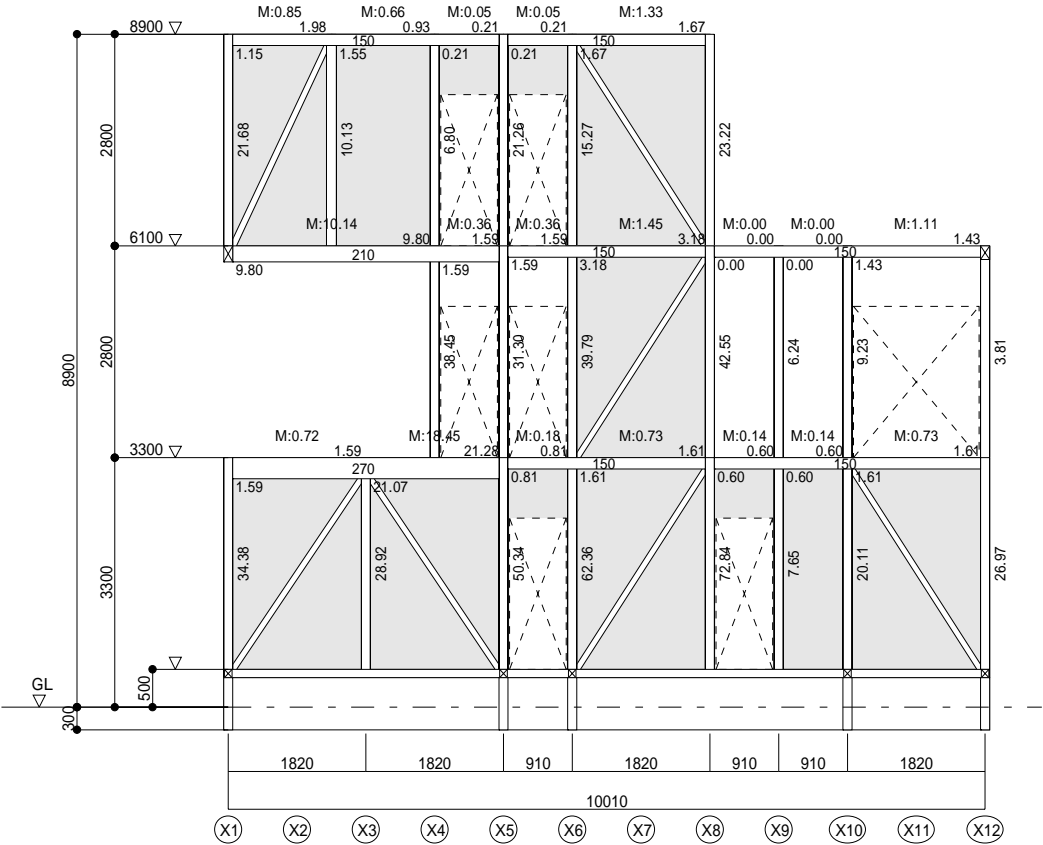 M:0.85 M:0.66 M:0.05 M:0.05 M:1.33
8900 1.98 0.93 0.21 0.21 1.67
150 150
1.15 1.55 0.21 0.21 1.67
2800 21.68 10.13 6.80 21.26 15.27 23.22
M:10.14 M:0.36 M:0.36 M:1.45 M:0.00 M:0.00 M:1.11
6100 9.80 1.59 1.59 3.18 0.00 0.00 1.43
210 150 150
9.80 1.59 1.59 3.18 0.00 0.00 1.43
8900 2800 38.45 31.30 39.79 42.55 6.24 9.23 3.81
M:0.72 M:18.45 M:0.18 M:0.73 M:0.14 M:0.14 M:0.73
3300 1.59 21.28 0.81 1.61 0.60 0.60 1.61
270 150 150
1.59 21.07 0.81 1.61 0.60 0.60 1.61
3300 34.38 28.92 50.34 62.36 72.84 7.65 20.11 26.97
GL 500
300
1820 1820 910 1820 910 910 1820
10010
X1 X2 X3 X4 X5 X6 X7 X8 X9 X10 X11 X12